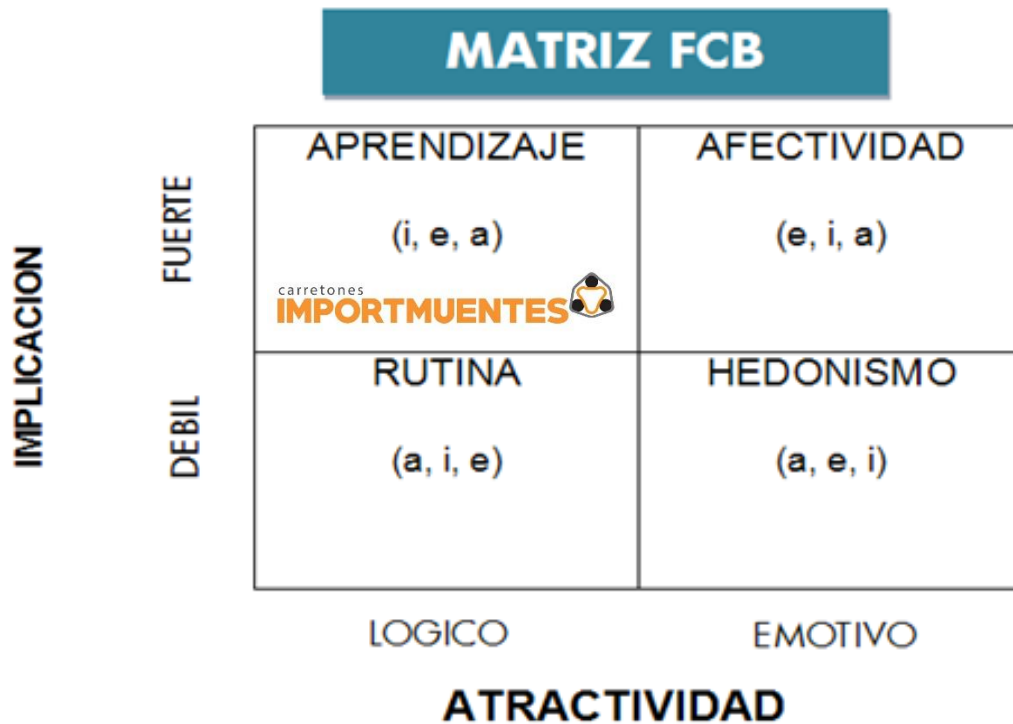 MATRIZ FCB
IMPLICACION
FUERTE
APRENDIZAJE
(i, e, a)
carretones
IMPORTMUENTES
AFECTIVIDAD
(e, i, a)
DEBIL
RUTINA
(a, i, e)
HEDONISMO
(a, e, i)
LOGICO
EMOTIVO
ATRACTIVIDAD